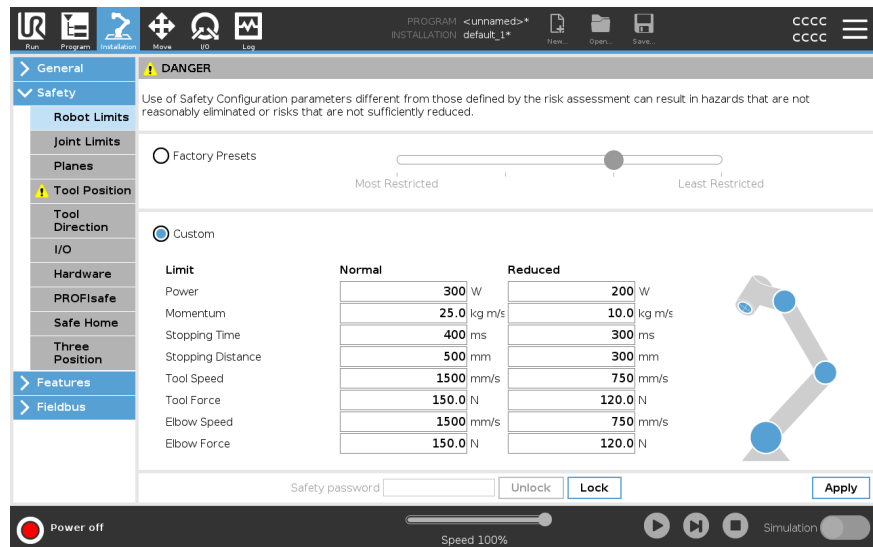 PROGRAM <unnamed>*
INSTALLATION default_1*
CCCC
CCCC
Run Program Installation Move I/O Log New... Open... Save...
General
Safety
Robot Limits
Joint Limits
Planes
Tool Position
Tool
Direction
I/O
Hardware
PROFIsafe
Safe Home
Three
Position
Features
Fieldbus
DANGER
Use of Safety Configuration parameters different from those defined by the risk assessment can result in hazards that are not
reasonably eliminated or risks that are not sufficiently reduced.
Factory Presets
Most Restricted Least Restricted
Custom
Limit Normal Reduced
Power 300 W 200 W
Momentum 25.0 kg m/s 10.0 kg m/s
Stopping Time 400 ms 300 ms
Stopping Distance 500 mm 300 mm
Tool Speed 1500 mm/s 750 mm/s
Tool Force 150.0 N 120.0 N
Elbow Speed 1500 mm/s 750 mm/s
Elbow Force 150.0 N 120.0 N
Safety password Unlock Lock Apply
Power off
Speed 100%
Simulation